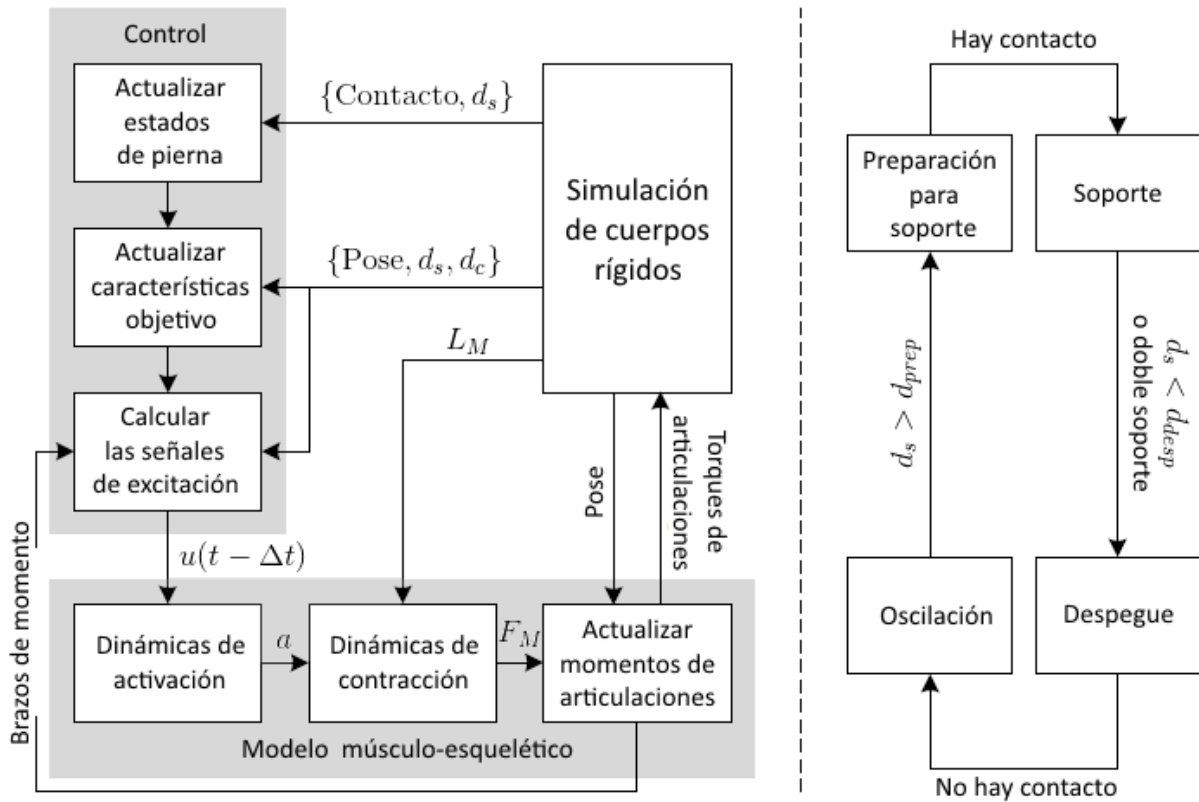 Control
Actualizar
estados
de pierna
Actualizar
características
objetivo
Calcular
las señales
de excitación
{Contacto, d_s}
{Pose, d_s, d_c}
L_M
Simulación
de cuerpos
rígidos
Pose
Torques de
articulaciones
Brazos de momento
u(t − Δt)
Dinámicas de
activación
a
Dinámicas de
contracción
F_M
Actualizar
momentos de
articulaciones
Modelo músculo-esquelético
Hay contacto
Preparación
para
soporte
Soporte
d_s > d_prep
d_s < d_desp
o doble soporte
Oscilación
Despegue
No hay contacto